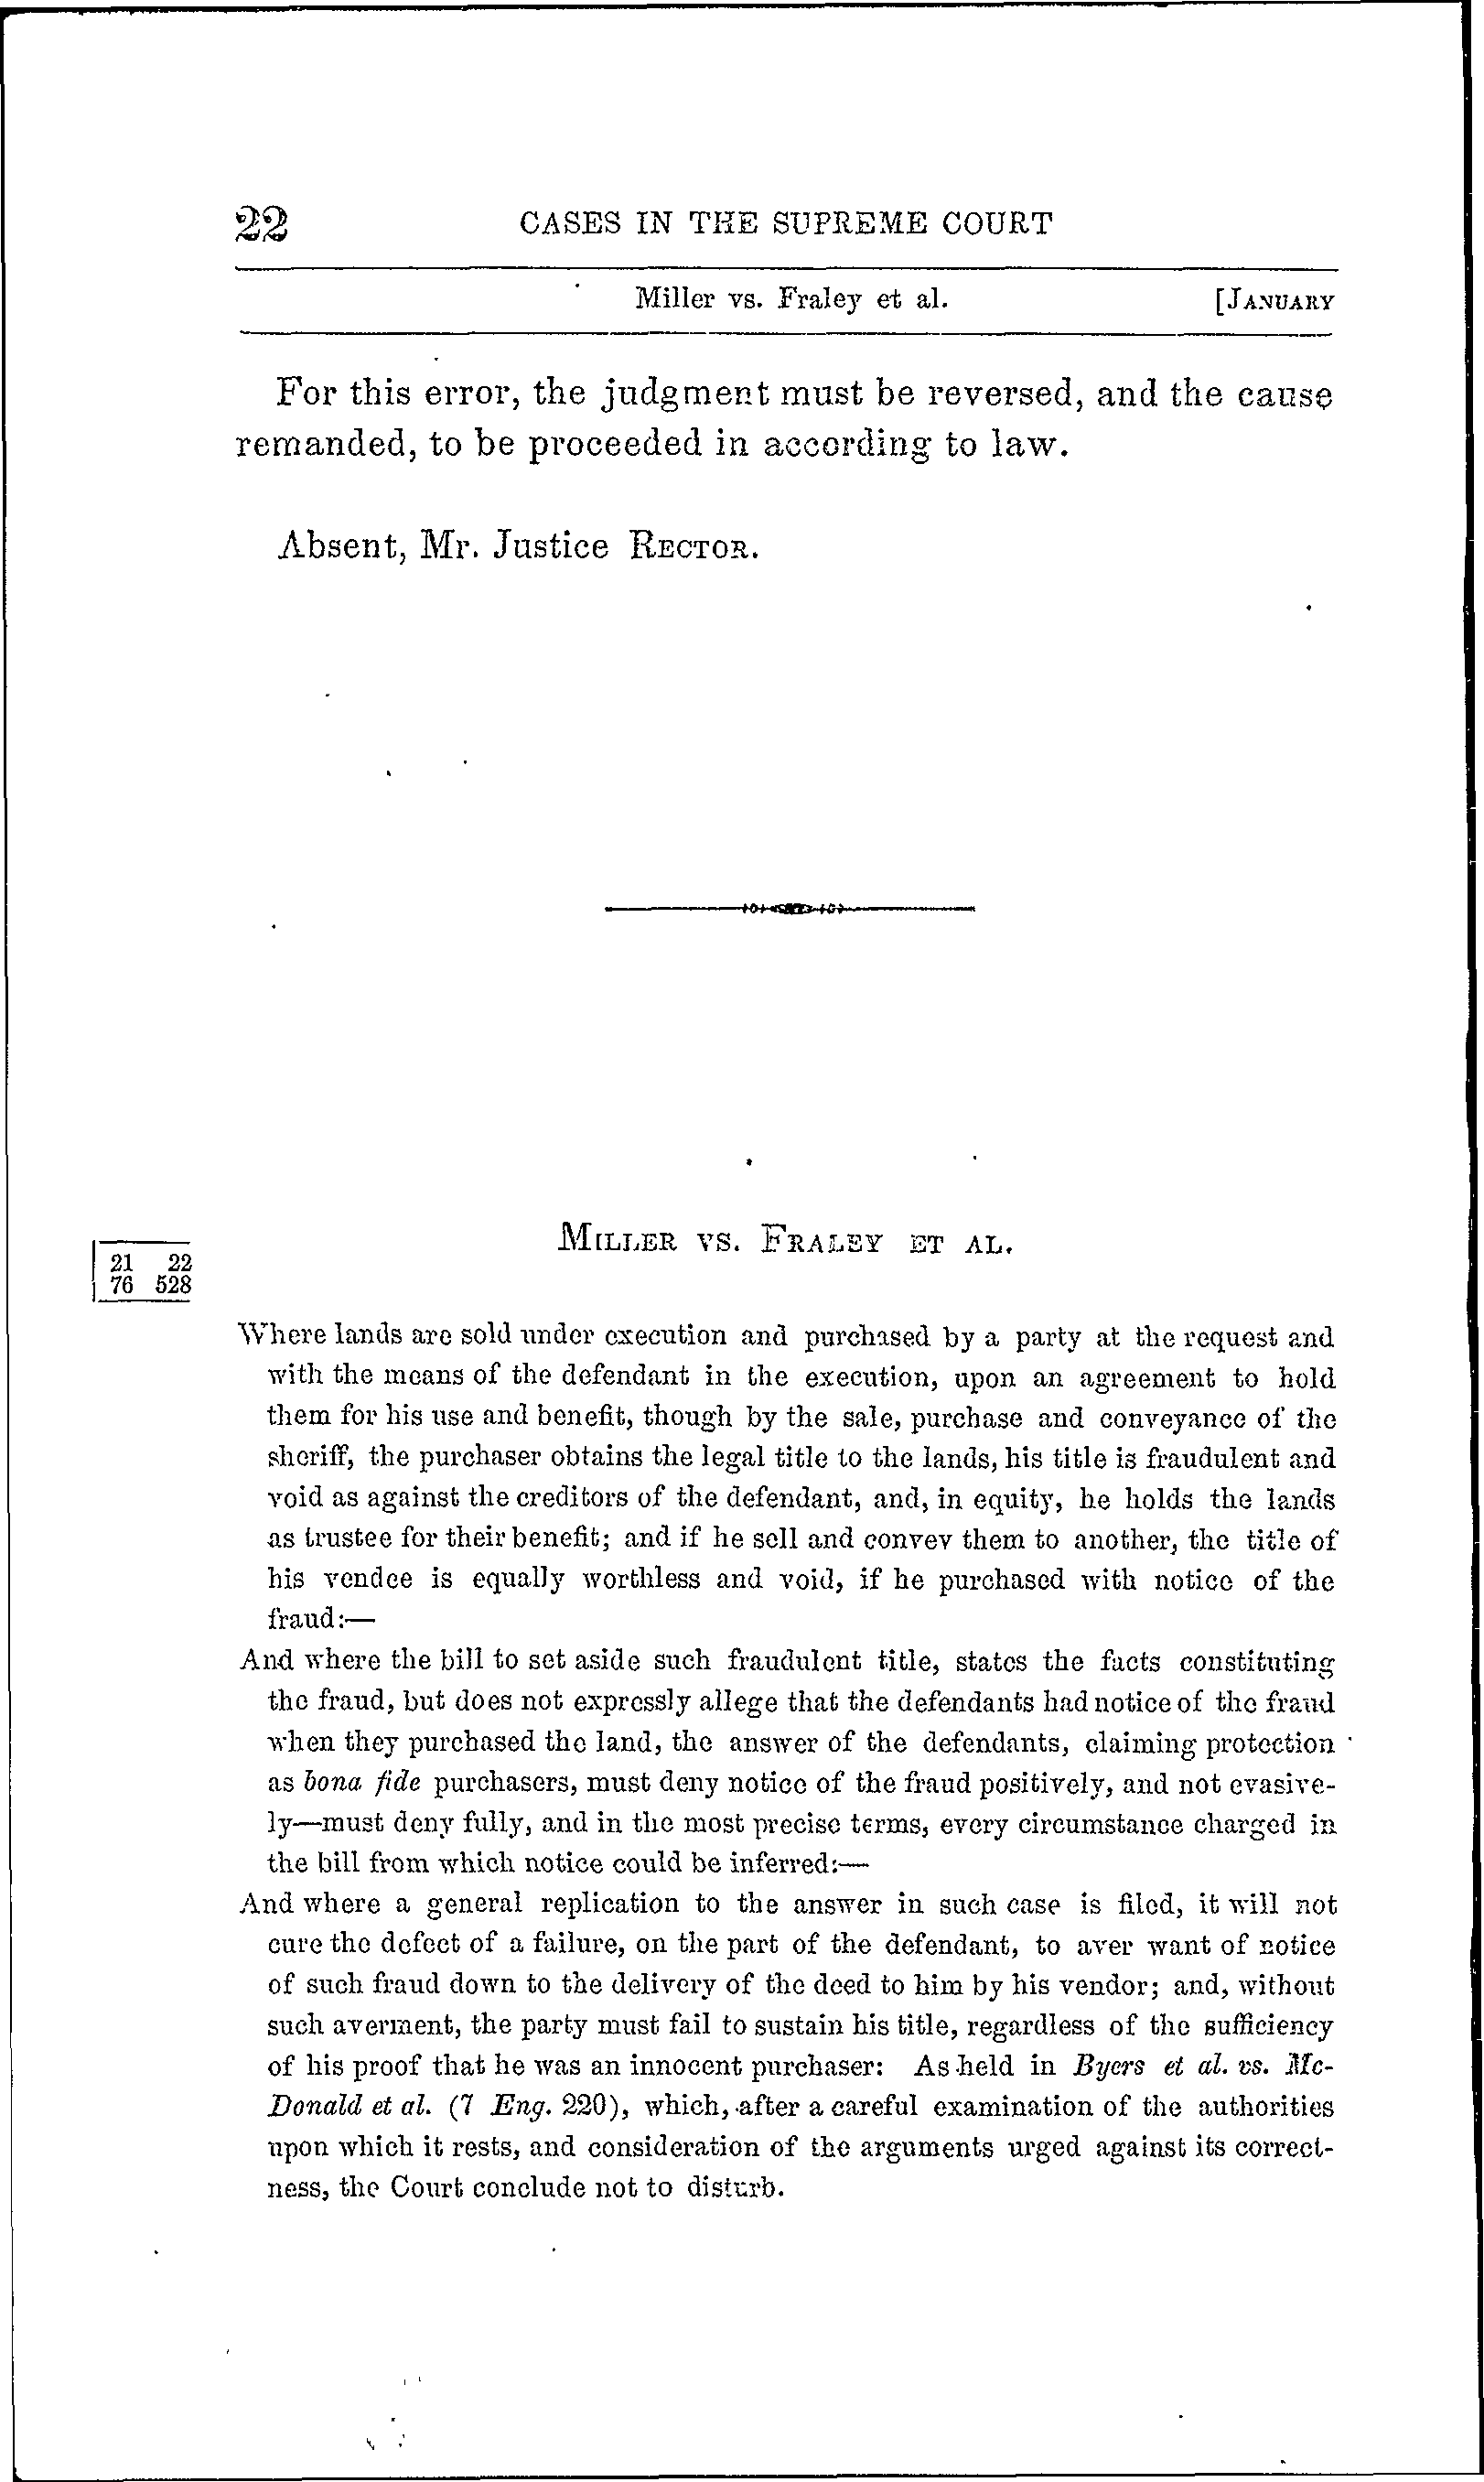 22 CASES IN THE SUPREME COURT
Miller vs. Fraley et al. [JANUARY
For this error, the judgment must be reversed, and the cause
remanded, to be proceeded in according to law.
Absent, Mr. Justice RECTOR.
MILLER VS. FRALEY ET AL.
21 22
76 528
Where lands are sold under execution and purchased by a party at the request and
with the means of the defendant in the execution, upon an agreement to hold
them for his use and benefit, though by the sale, purchase and conveyance of the
sheriff, the purchaser obtains the legal title to the lands, his title is fraudulent and
void as against the creditors of the defendant, and, in equity, he holds the lands
as trustee for their benefit; and if he sell and convey them to another, the title of
his vendee is equally worthless and void, if he purchased with notice of the
fraud:—
And where the bill to set aside such fraudulent title, states the facts constituting
the fraud, but does not expressly allege that the defendants had notice of the fraud
when they purchased the land, the answer of the defendants, claiming protection
as bona fide purchasers, must deny notice of the fraud positively, and not evasive-
ly—must deny fully, and in the most precise terms, every circumstance charged in
the bill from which notice could be inferred:—
And where a general replication to the answer in such case is filed, it will not
cure the defect of a failure, on the part of the defendant, to aver want of notice
of such fraud down to the delivery of the deed to him by his vendor; and, without
such averment, the party must fail to sustain his title, regardless of the sufficiency
of his proof that he was an innocent purchaser: As held in Byers et al. vs. Mc-
Donald et al. (7 Eng. 220), which, after a careful examination of the authorities
upon which it rests, and consideration of the arguments urged against its correct-
ness, the Court conclude not to disturb.